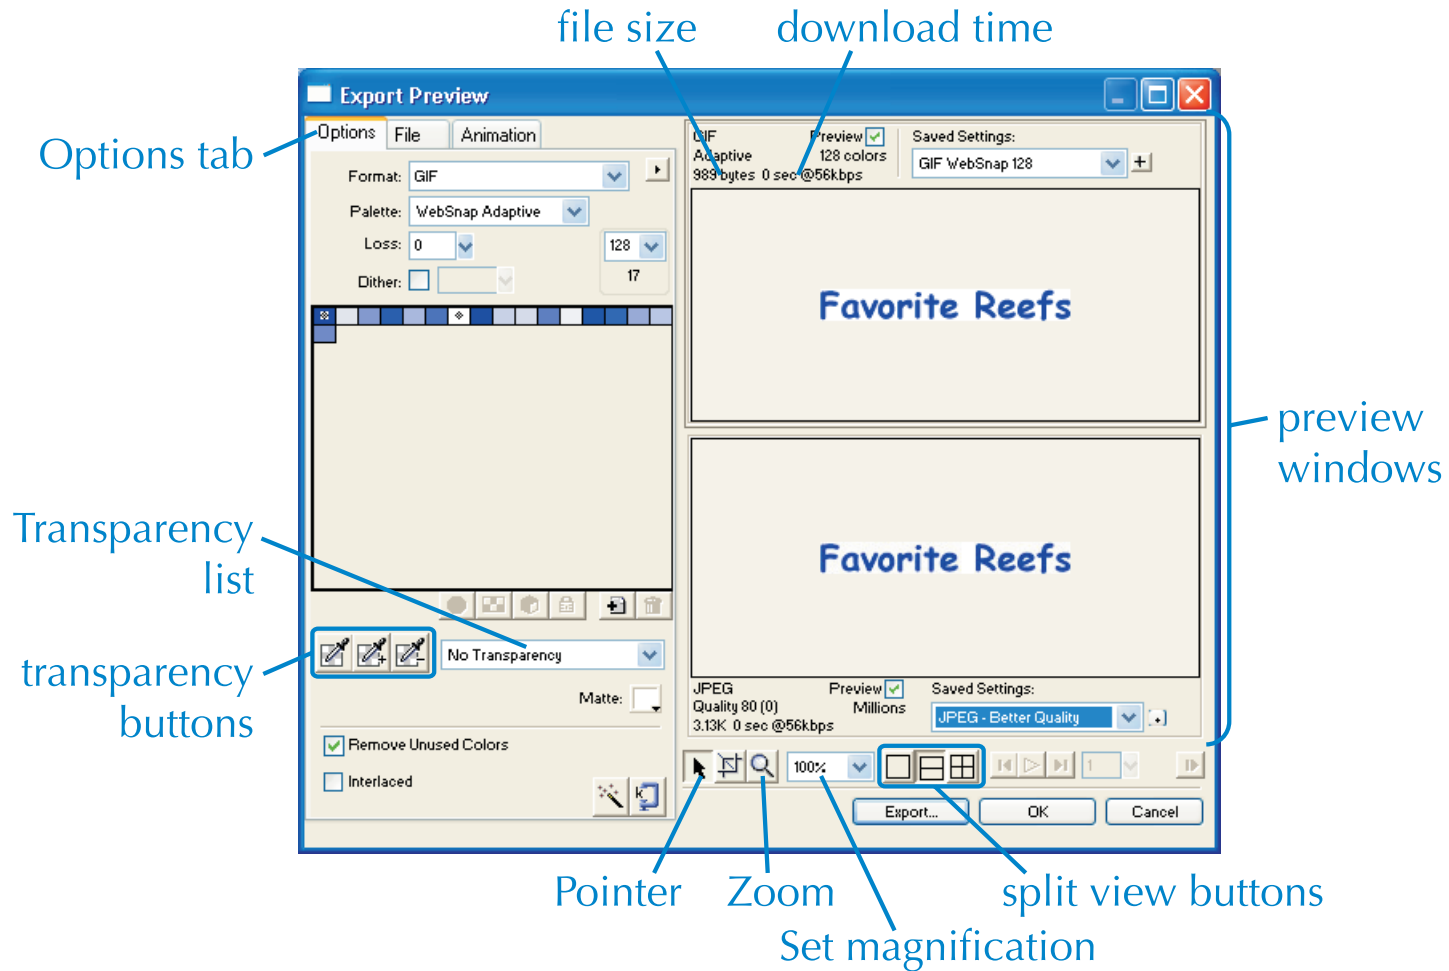 file size
download time
Export Preview
Options tab
Options
File
Animation
Format: GIF
Palette: WebSnap Adaptive
Loss: 0
128
17
Dither:
GIF
Adaptive
Preview
128 colors
989 bytes 0 sec @56kbps
Saved Settings:
GIF WebSnap 128
Favorite Reefs
preview
windows
Favorite Reefs
Transparency
list
transparency
buttons
No Transparency
Matte:
Remove Unused Colors
Interlaced
JPEG
Quality 80 (0)
Preview
Millions
3.13K 0 sec @56kbps
Saved Settings:
JPEG - Better Quality
100%
1
Export...
OK
Cancel
Pointer
Zoom
split view buttons
Set magnification